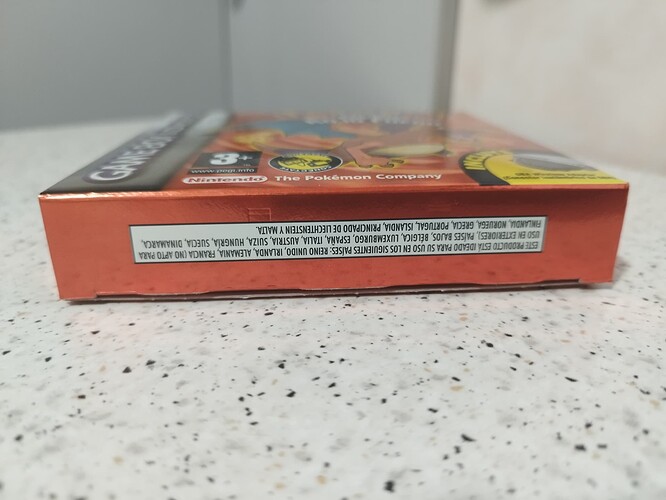 GAME BOY
3+
www.pegi.info
Nintendo The Pokémon Company
ESTE PRODUCTO ESTÁ IDEADO PARA SU USO EN LOS SIGUIENTES PAÍSES: REINO UNIDO, IRLANDA, ALEMANIA, FRANCIA (NO APTO PARA
USO EN EXTERIORES), PAÍSES BAJOS, BÉLGICA, LUXEMBURGO, ESPAÑA, ITALIA, AUSTRIA, SUIZA, HUNGRÍA, SUECIA, DINAMARCA,
FINLANDIA, NORUEGA, GRECIA, PORTUGAL, ISLANDIA, PRINCIPADO DE LIECHTENSTEIN Y MALTA.